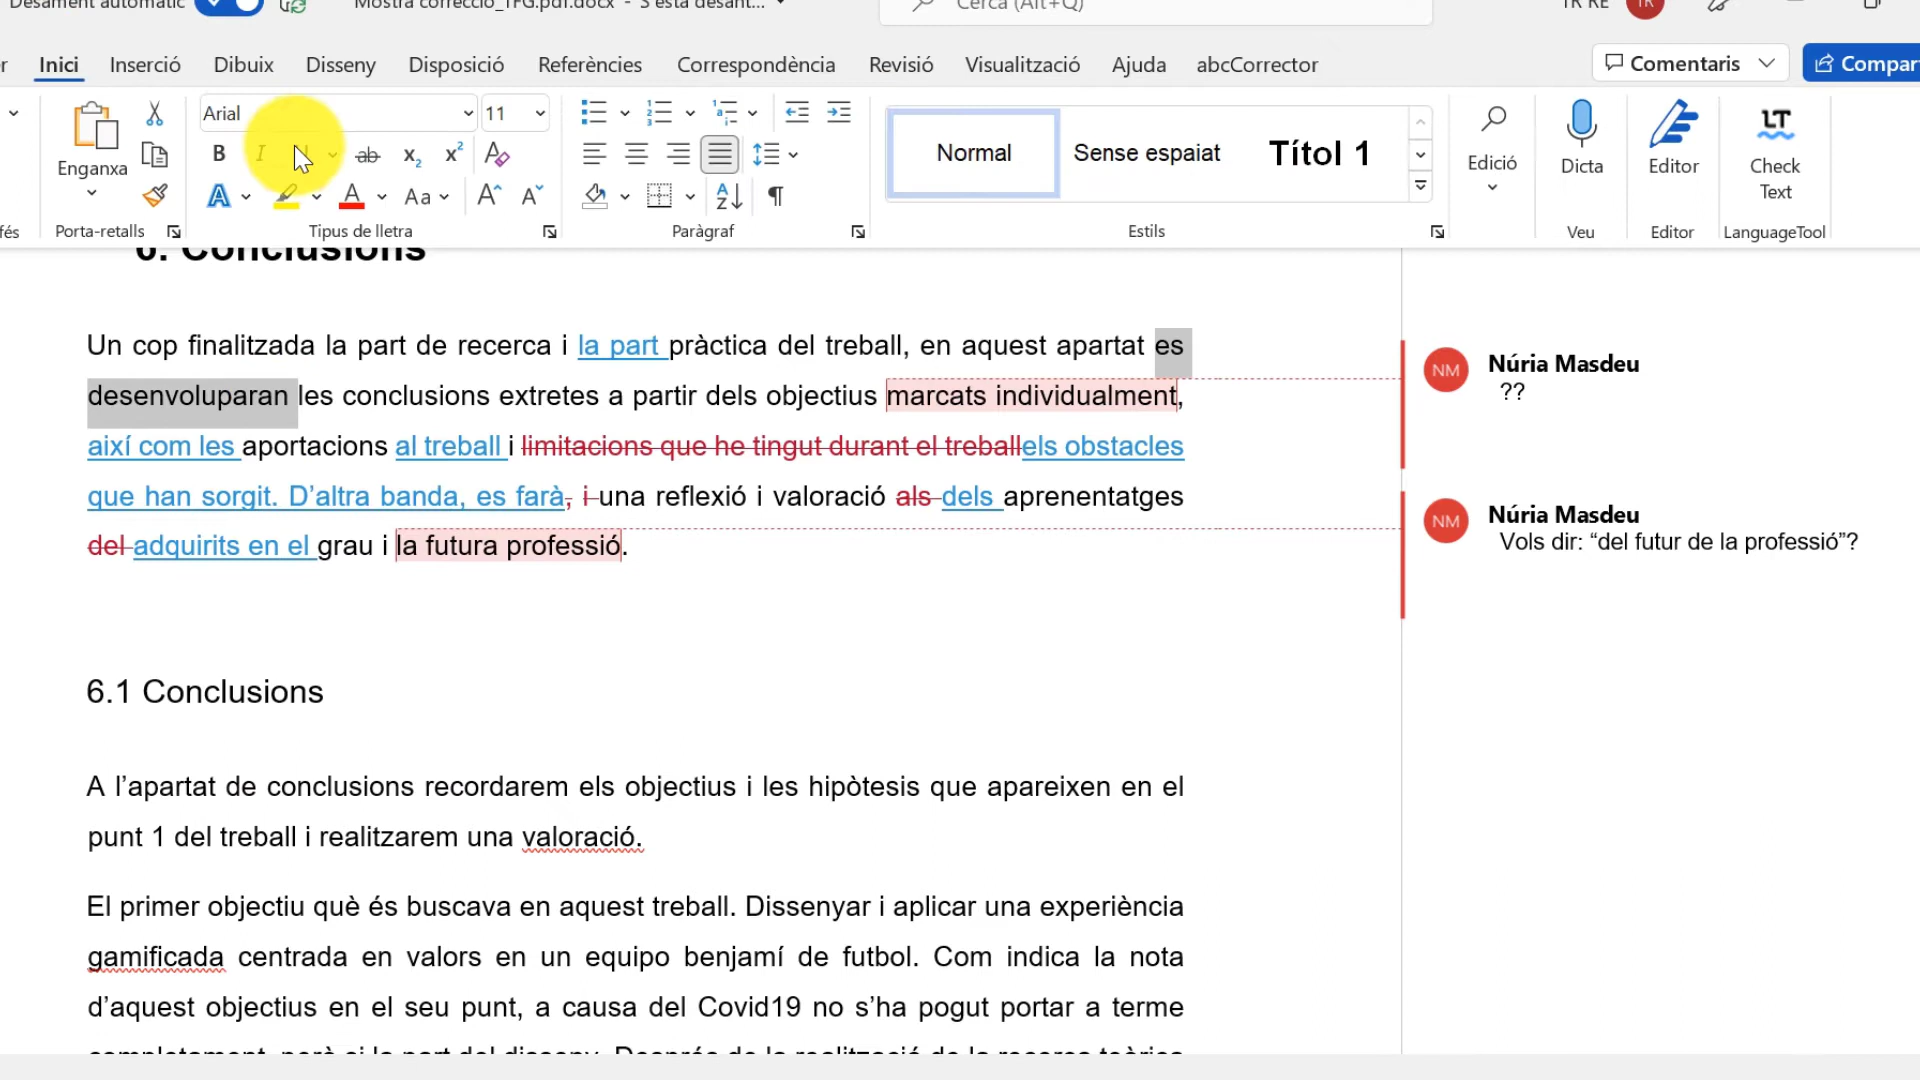 Desament automàtic Mostra correcció_TFG.pdf.docx - S'està desant... Cerca (Alt+Q) TR RE TR
Inici Inserció Dibuix Disseny Disposició Referències Correspondència Revisió Visualització Ajuda abcCorrector Comentaris
Arial 11
Enganxa
Normal Sense espaiat Títol 1
Edició Dicta Editor Check Text
Porta-retalls Tipus de lletra Paràgraf Estils Veu Editor LanguageTool
6. Conclusions
Un cop finalitzada la part de recerca i la part pràctica del treball, en aquest apartat es
desenvoluparan les conclusions extretes a partir dels objectius marcats individualment,
així com les aportacions al treball i limitacions que he tingut durant el treballels obstacles
que han sorgit. D’altra banda, es farà, i una reflexió i valoració als dels aprenentatges
del adquirits en el grau i la futura professió.
NM Núria Masdeu
??
NM Núria Masdeu
Vols dir: “del futur de la professió”?
6.1 Conclusions
A l’apartat de conclusions recordarem els objectius i les hipòtesis que apareixen en el
punt 1 del treball i realitzarem una valoració.
El primer objectiu què és buscava en aquest treball. Dissenyar i aplicar una experiència
gamificada centrada en valors en un equipo benjamí de futbol. Com indica la nota
d’aquest objectius en el seu punt, a causa del Covid19 no s’ha pogut portar a terme